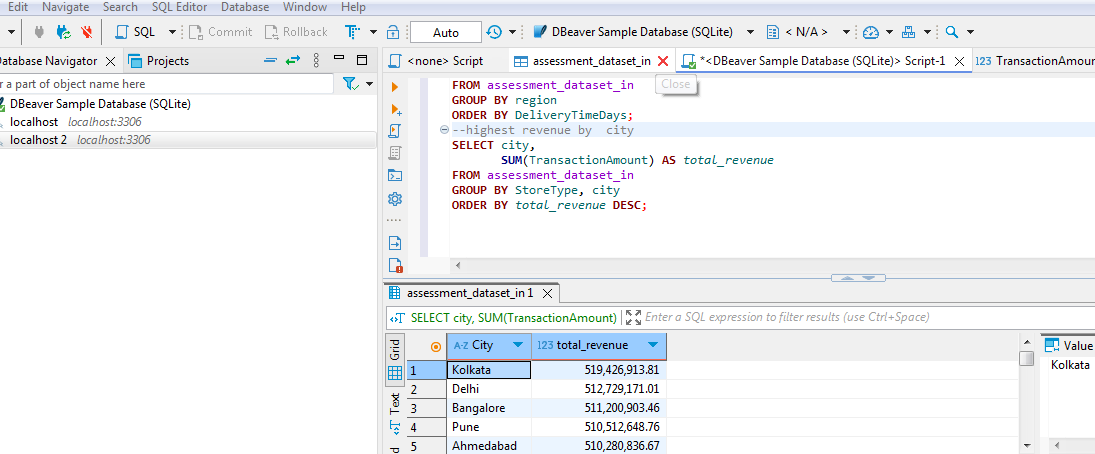 Edit Navigate Search SQL Editor Database Window Help
SQL Commit Rollback Auto DBeaver Sample Database (SQLite) < N/A >
Database Navigator Projects
<none> Script assessment_dataset_in *<DBeaver Sample Database (SQLite)> Script-1 123 TransactionAmoun
r a part of object name here
DBeaver Sample Database (SQLite)
localhost localhost:3306
localhost 2 localhost:3306
Close
FROM assessment_dataset_in
GROUP BY region
ORDER BY DeliveryTimeDays;
--highest revenue by  city
SELECT city,
SUM(TransactionAmount) AS total_revenue
FROM assessment_dataset_in
GROUP BY StoreType, city
ORDER BY total_revenue DESC;
assessment_dataset_in 1
SELECT city, SUM(TransactionAmount) Enter a SQL expression to filter results (use Ctrl+Space)
Grid
Text
A-Z City 123 total_revenue
1 Kolkata 519,426,913.81
2 Delhi 512,729,171.01
3 Bangalore 511,200,903.46
4 Pune 510,512,648.76
5 Ahmedabad 510,280,836.67
Value
Kolkata